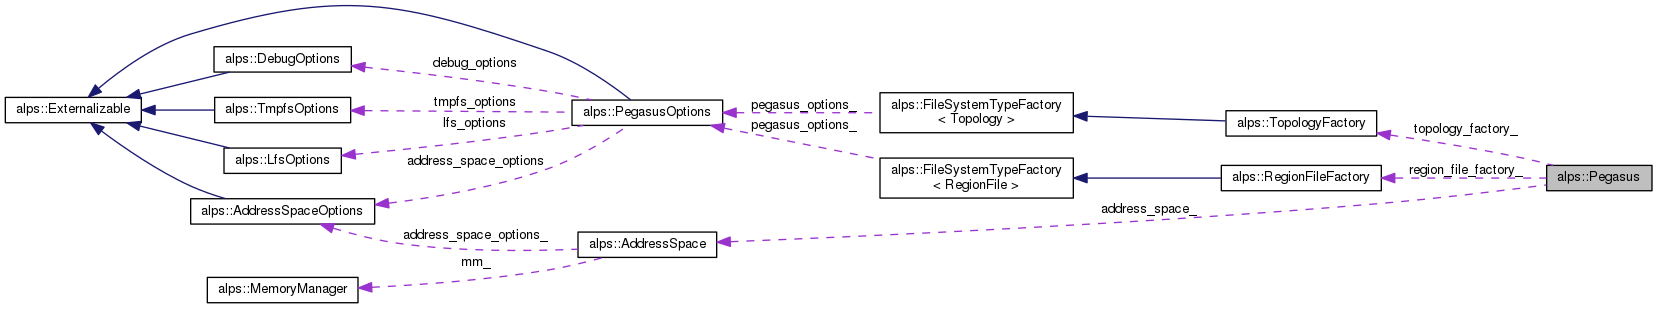 alps::DebugOptions
debug_options
alps::Externalizable
alps::TmpfsOptions
tmpfs_options
alps::PegasusOptions
pegasus_options_
alps::FileSystemTypeFactory
< Topology >
alps::TopologyFactory
topology_factory_
lfs_options
pegasus_options_
alps::LfsOptions
address_space_options
alps::FileSystemTypeFactory
< RegionFile >
alps::RegionFileFactory
region_file_factory_
alps::Pegasus
alps::AddressSpaceOptions
address_space_
address_space_options_
alps::AddressSpace
mm_
alps::MemoryManager